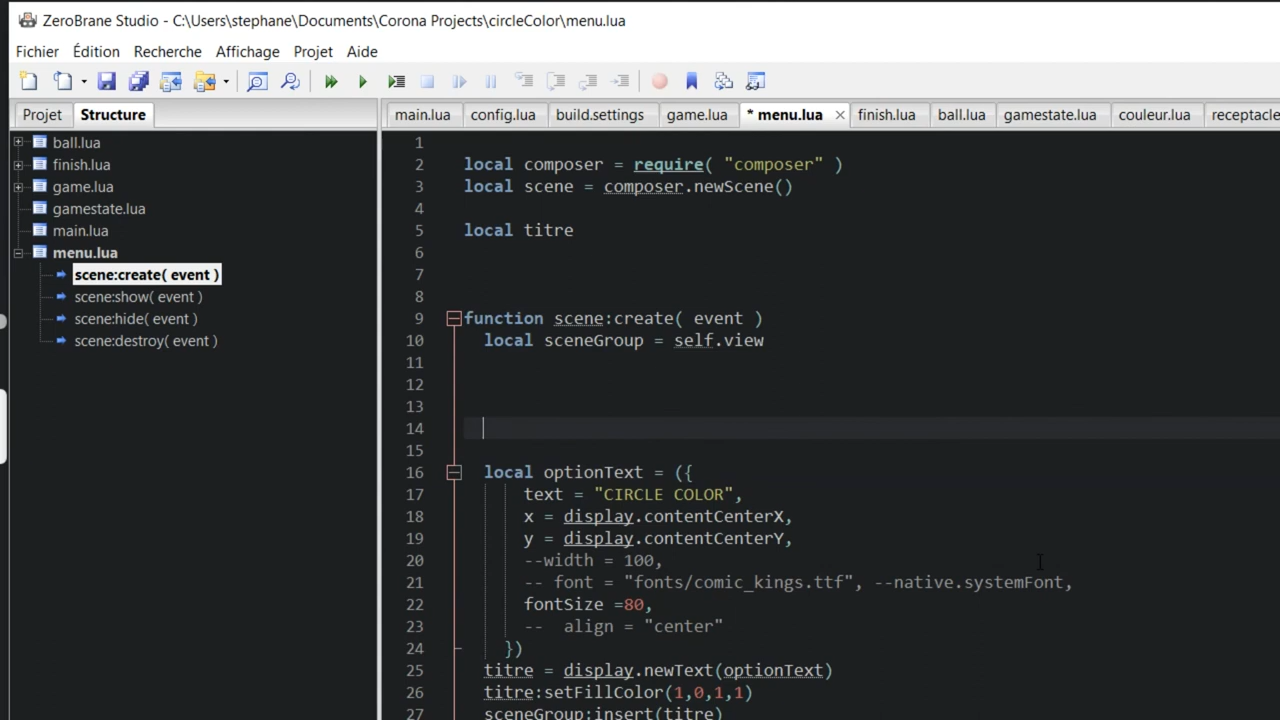 ZeroBrane Studio - C:\Users\stephane\Documents\Corona Projects\circleColor\menu.lua
Fichier Édition Recherche Affichage Projet Aide
Projet Structure
ball.lua
finish.lua
game.lua
gamestate.lua
main.lua
menu.lua
scene:create( event )
scene:show( event )
scene:hide( event )
scene:destroy( event )
main.lua config.lua build.settings game.lua * menu.lua finish.lua ball.lua gamestate.lua couleur.lua receptacle
1
2 local composer = require( "composer" )
3 local scene = composer.newScene()
4
5 local titre
6
7
8
9 function scene:create( event )
10 local sceneGroup = self.view
11
12
13
14
15
16 local optionText = ({
17 text = "CIRCLE COLOR",
18 x = display.contentCenterX,
19 y = display.contentCenterY,
20 --width = 100,
21 -- font = "fonts/comic_kings.ttf", --native.systemFont,
22 fontSize =80,
23 -- align = "center"
24 })
25 titre = display.newText(optionText)
26 titre:setFillColor(1,0,1,1)
27 sceneGroup:insert(titre)